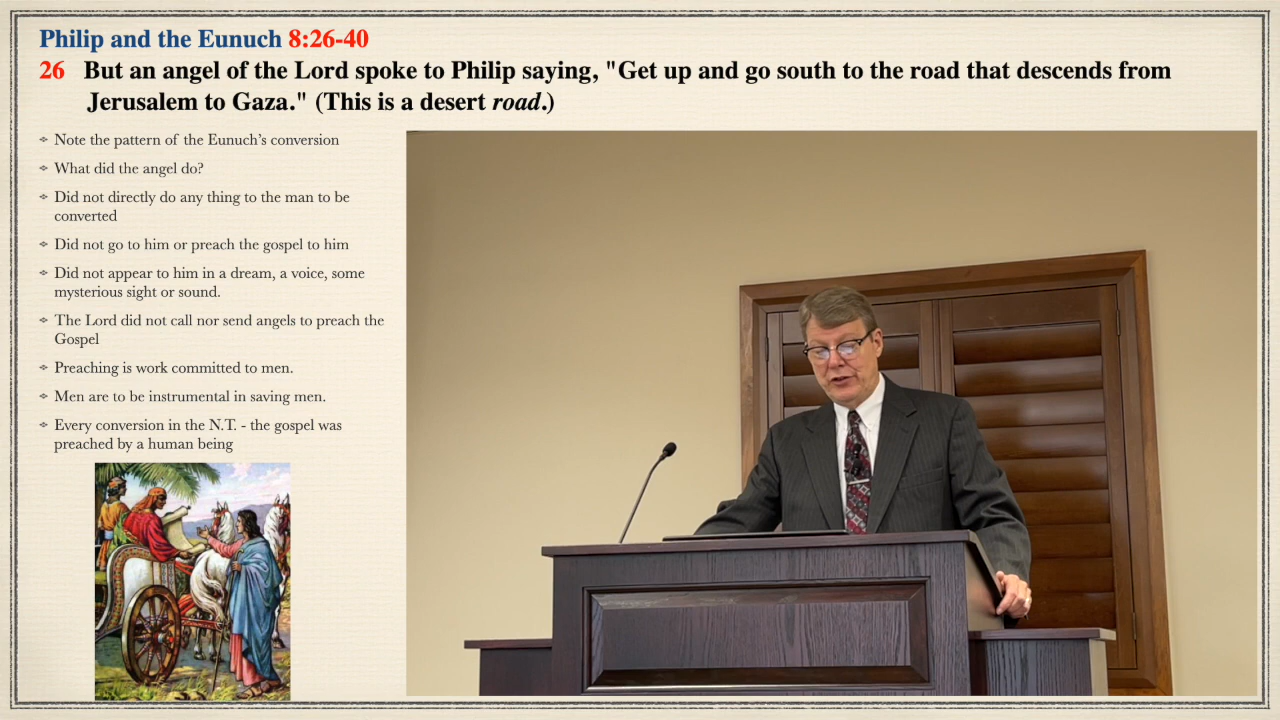 Philip and the Eunuch 8:26-40
26 But an angel of the Lord spoke to Philip saying, "Get up and go south to the road that descends from
Jerusalem to Gaza." (This is a desert road.)
Note the pattern of the Eunuch's conversion
What did the angel do?
Did not directly do any thing to the man to be
converted
Did not go to him or preach the gospel to him
Did not appear to him in a dream, a voice, some
mysterious sight or sound.
The Lord did not call nor send angels to preach the
Gospel
Preaching is work committed to men.
Men are to be instrumental in saving men.
Every conversion in the N.T. - the gospel was
preached by a human being